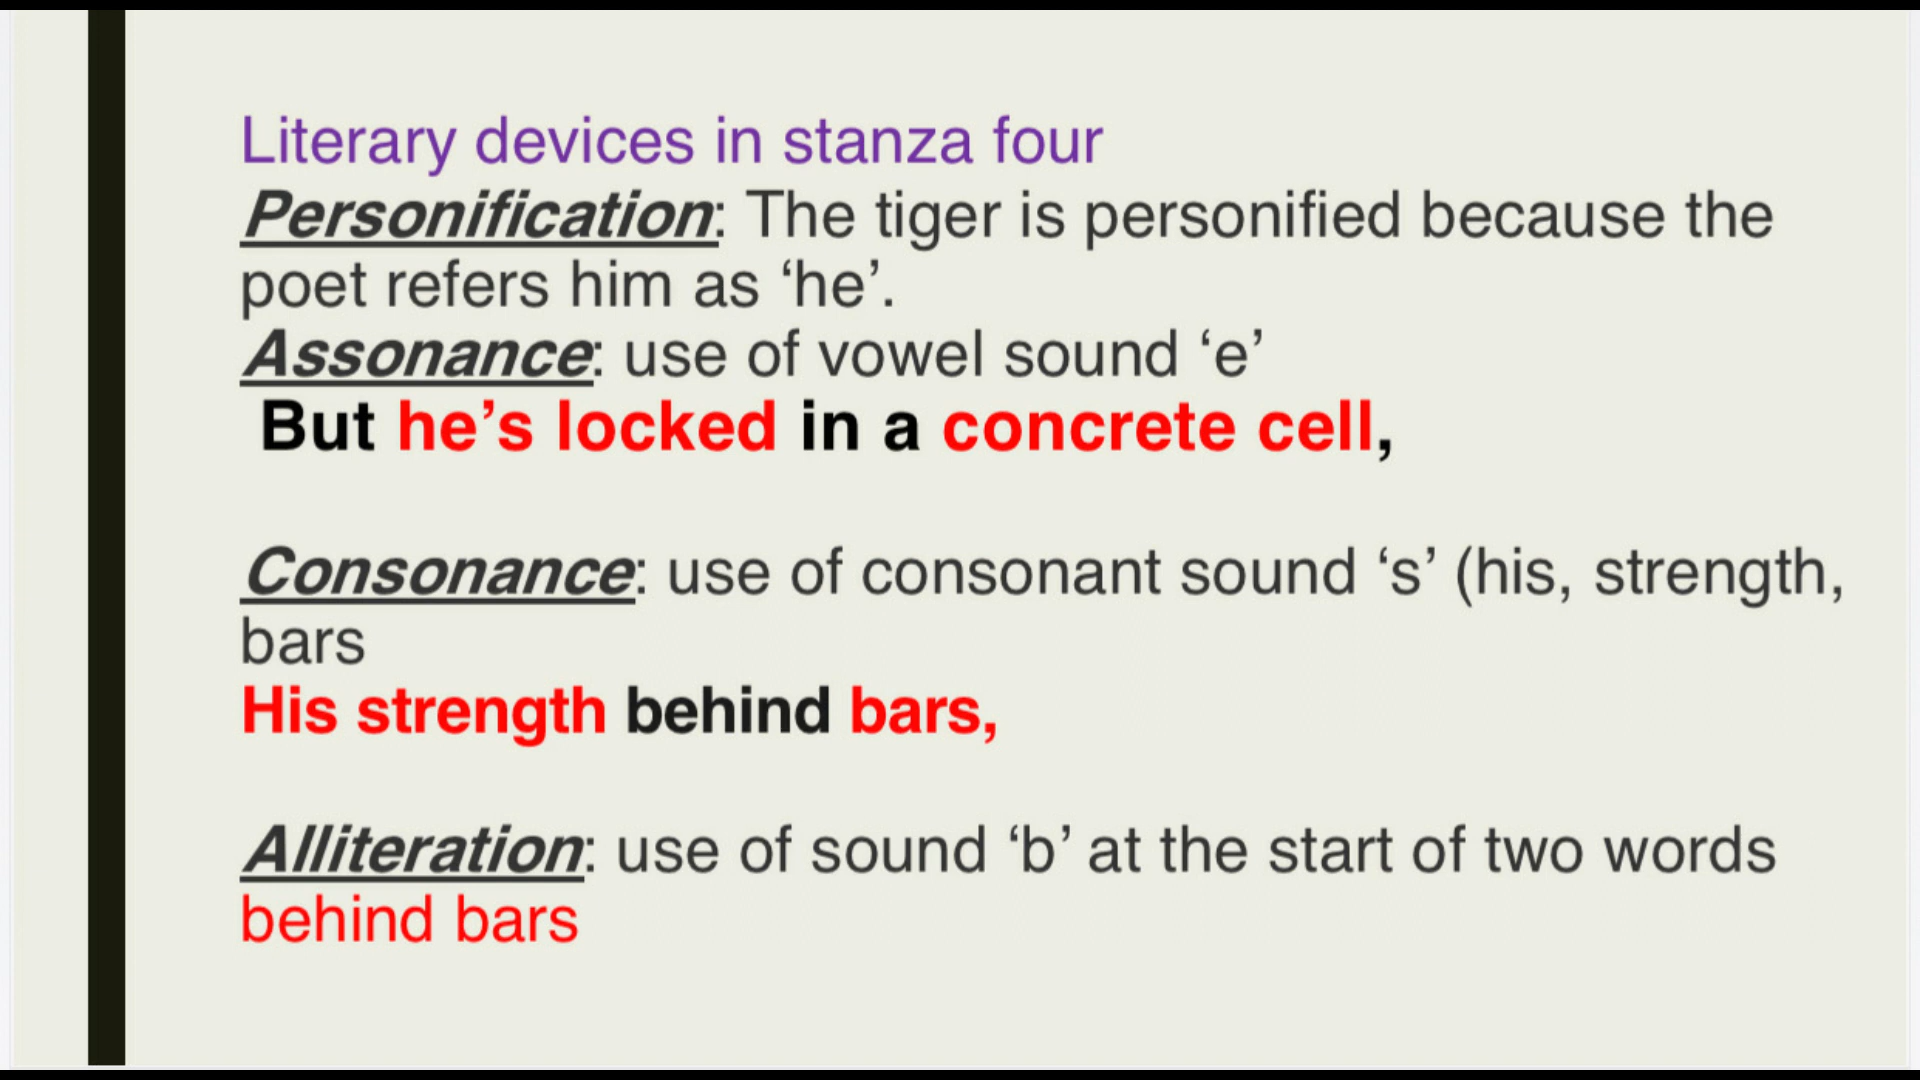 Literary devices in stanza four
Personification: The tiger is personified because the
poet refers him as ‘he’.
Assonance: use of vowel sound ‘e’
But he’s locked in a concrete cell,
Consonance: use of consonant sound ‘s’ (his, strength,
bars
His strength behind bars,
Alliteration: use of sound ‘b’ at the start of two words
behind bars